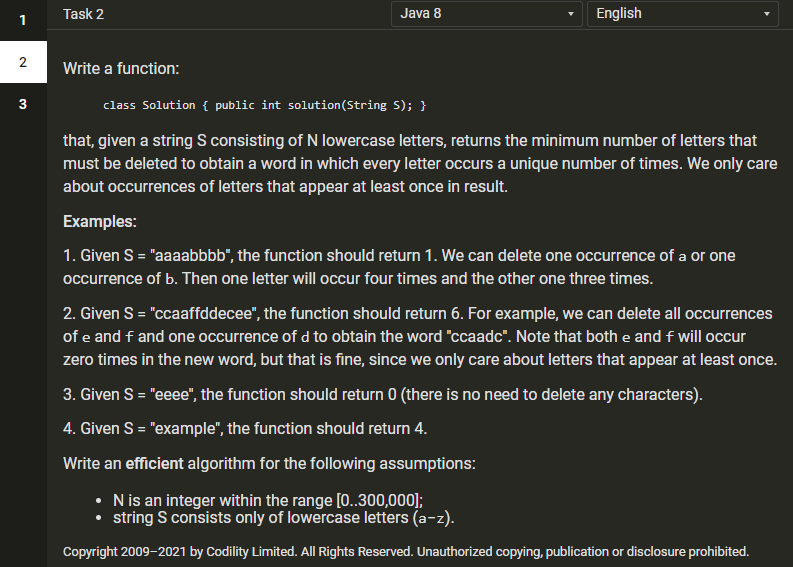 1
Task 2
Java 8
English
2
3
Write a function:
class Solution { public int solution(String S); }
that, given a string S consisting of N lowercase letters, returns the minimum number of letters that
must be deleted to obtain a word in which every letter occurs a unique number of times. We only care
about occurrences of letters that appear at least once in result.
Examples:
1. Given S = "aaaabbbb", the function should return 1. We can delete one occurrence of a or one
occurrence of b. Then one letter will occur four times and the other one three times.
2. Given S = "ccaaffddecee", the function should return 6. For example, we can delete all occurrences
of e and f and one occurrence of d to obtain the word "ccaadc". Note that both e and f will occur
zero times in the new word, but that is fine, since we only care about letters that appear at least once.
3. Given S = "eeee", the function should return 0 (there is no need to delete any characters).
4. Given S = "example", the function should return 4.
Write an efficient algorithm for the following assumptions:
• N is an integer within the range [0..300,000];
• string S consists only of lowercase letters (a-z).
Copyright 2009–2021 by Codility Limited. All Rights Reserved. Unauthorized copying, publication or disclosure prohibited.